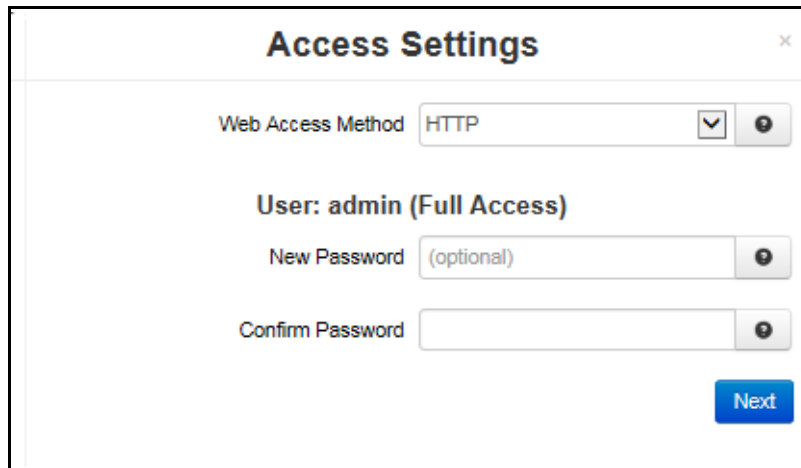 Access Settings ×
Web Access Method HTTP
User: admin (Full Access)
New Password (optional)
Confirm Password
Next